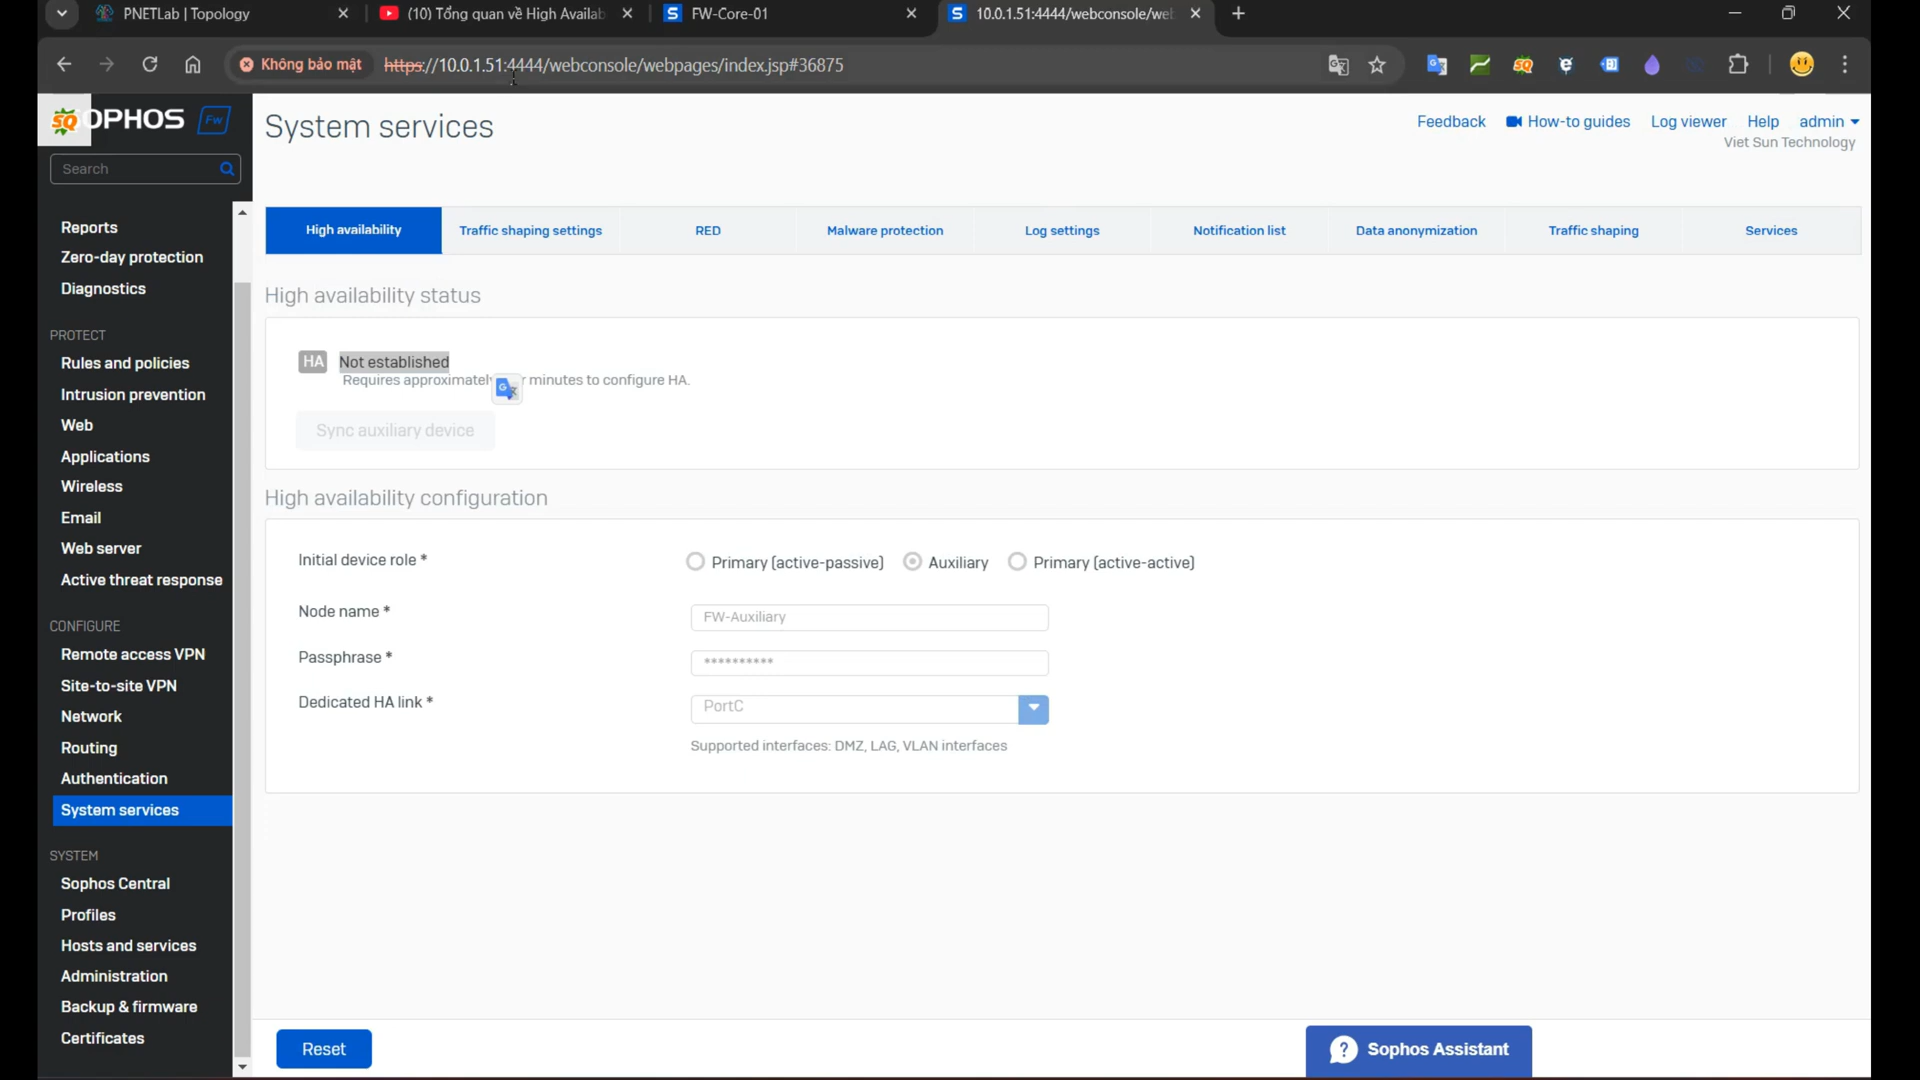 PNETLab | Topology
(10) Tổng quan về High Availab
FW-Core-01
10.0.1.51:4444/webconsole/we
Không bảo mật
https://10.0.1.51:4444/webconsole/webpages/index.jsp#36875
SOPHOS Fw
System services
Feedback
How-to guides
Log viewer
Help
admin
Viet Sun Technology
Search
High availability
Traffic shaping settings
RED
Malware protection
Log settings
Notification list
Data anonymization
Traffic shaping
Services
Reports
Zero-day protection
Diagnostics
PROTECT
Rules and policies
Intrusion prevention
Web
Applications
Wireless
Email
Web server
Active threat response
CONFIGURE
Remote access VPN
Site-to-site VPN
Network
Routing
Authentication
System services
SYSTEM
Sophos Central
Profiles
Hosts and services
Administration
Backup & firmware
Certificates
High availability status
HA Not established
Requires approximately minutes to configure HA.
Sync auxiliary device
High availability configuration
Initial device role *
Primary (active-passive)
Auxiliary
Primary (active-active)
Node name *
FW-Auxiliary
Passphrase *
**********
Dedicated HA link *
PortC
Supported interfaces: DMZ, LAG, VLAN interfaces
Reset
? Sophos Assistant